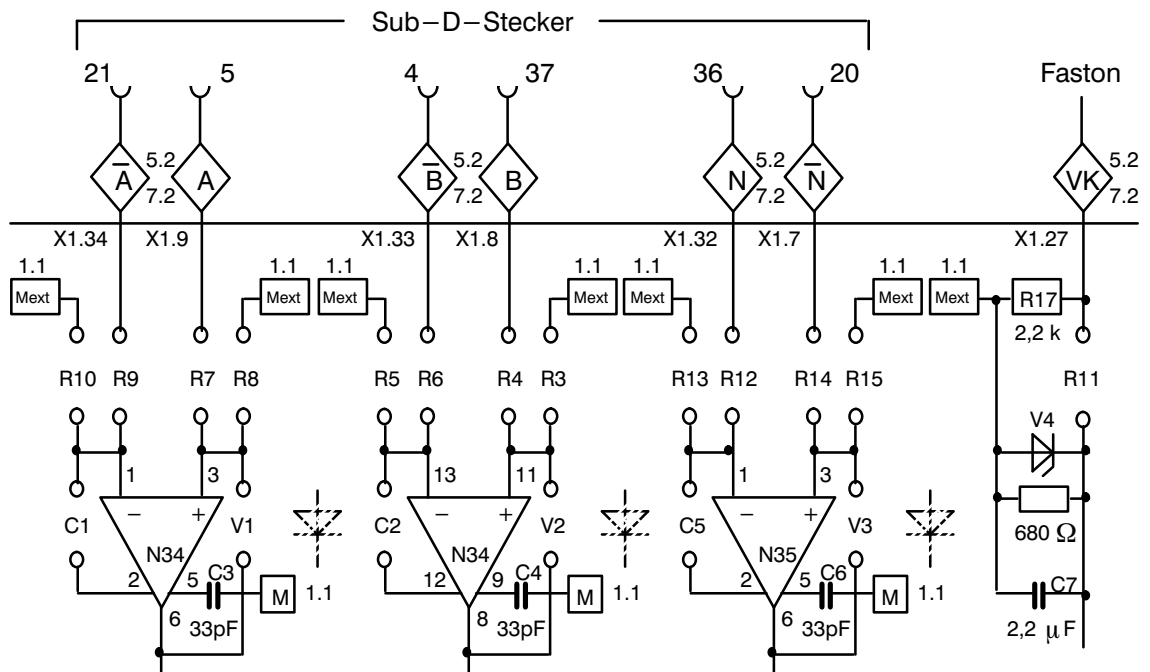 Sub−D−Stecker
21 5 4 37 36 20 Faston
A 5.2 7.2 A B 5.2 7.2 B N 5.2 7.2 N VK 5.2 7.2
X1.34 X1.9 X1.33 X1.8 X1.32 X1.7 X1.27
1.1 1.1 1.1 1.1 1.1 1.1 1.1
Mext Mext Mext Mext Mext Mext Mext R17
2,2 k
R10 R9 R7 R8 R5 R6 R4 R3 R13 R12 R14 R15 R11
V4
1 3 13 11 1 3
− + − + − +
C1 V1 C2 V2 C5 V3 680 Ω
N34 N34 N35
2 5 C3 12 9 C4 2 5 C6 C7
M 1.1 M 1.1 M 1.1
6 33pF 8 33pF 6 33pF 2,2 μF